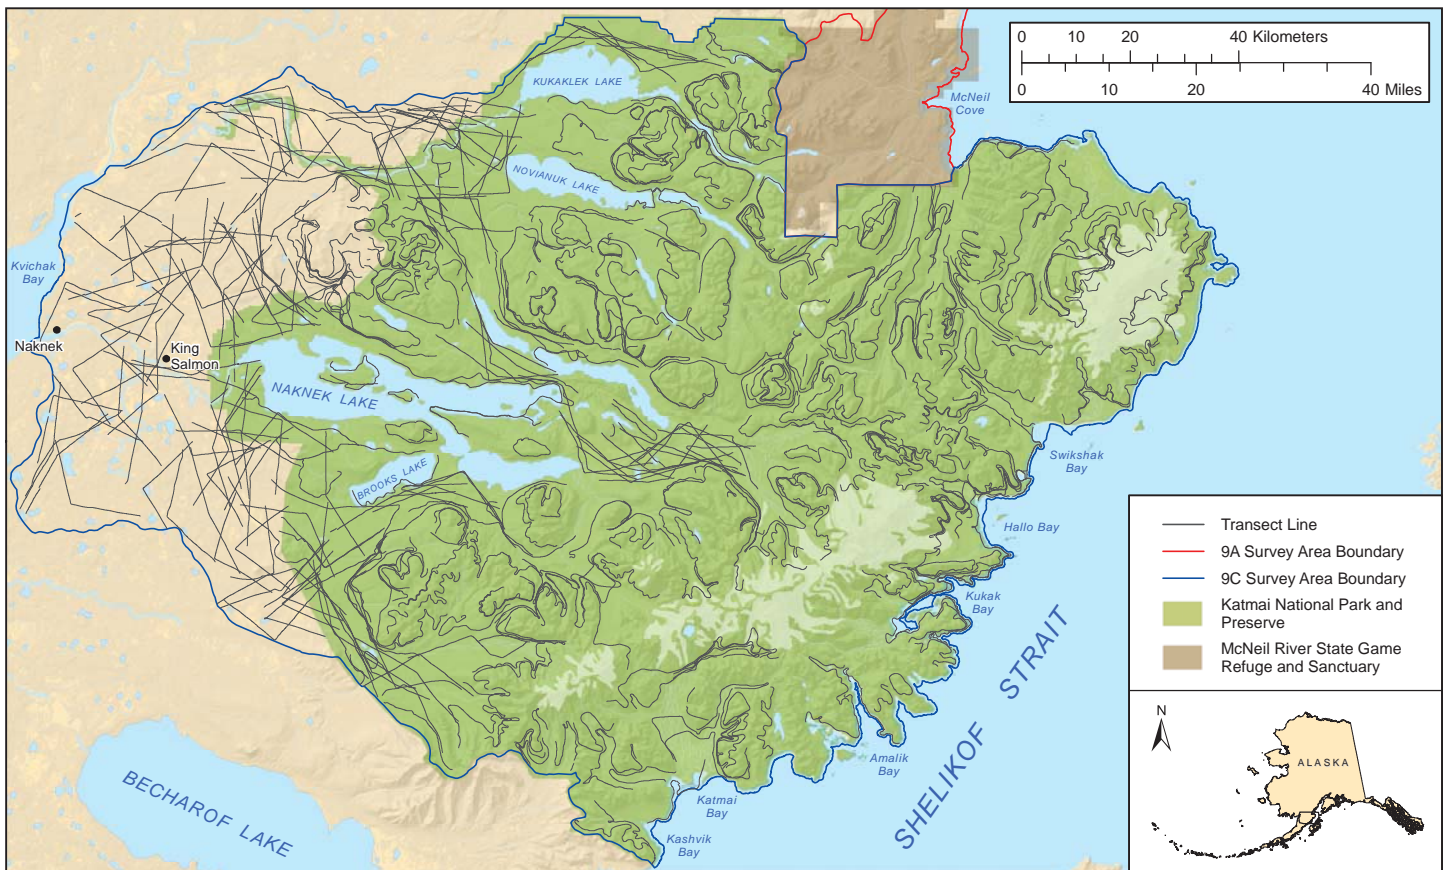 0 10 20 40 Kilometers
0 10 20 40 Miles
KUKAKLEK LAKE
McNeil
Cove
NOVIANUK LAKE
Kvichak
Bay
Naknek
King
Salmon
NAKNEK LAKE
BROOKS LAKE
Swikshak
Bay
Hallo Bay
Kukak
Bay
SHELIKOF STRAIT
Amalik
Bay
Katmai
Bay
Kashvik
Bay
BECHAROF LAKE
Transect Line
9A Survey Area Boundary
9C Survey Area Boundary
Katmai National Park and
Preserve
McNeil River State Game
Refuge and Sanctuary
N
ALASKA